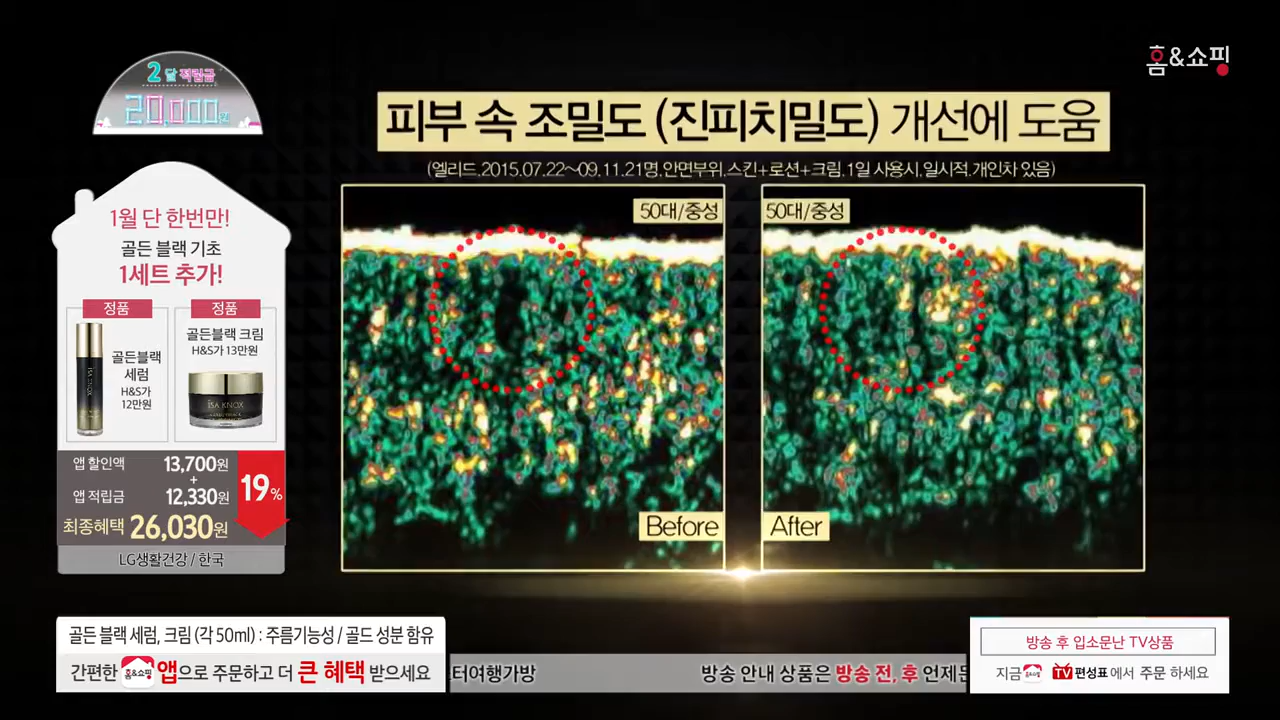 2달 적립금
20,000원
홈&쇼핑
피부 속 조밀도 (진피치밀도) 개선에 도움
(엘리드.2015.07.22~09.11.21명.안면부위.스킨+로션+크림.1일 사용시,일시적.개인차 있음)
50대/중성
50대/중성
Before
After
1월 단 한번만!
골든 블랙 기초
1세트 추가!
정품
정품
골든블랙
세럼
H&S가
12만원
골든블랙 크림
H&S가 13만원
ISA KNOX
ISA KNOX
앱 할인액 13,700원
+
앱 적립금 12,330원
19%
최종혜택 26,030원
LG생활건강 / 한국
골든 블랙 세럼, 크림 (각 50ml) : 주름기능성 / 골드 성분 함유
간편한 홈&쇼핑 앱으로 주문하고 더 큰 혜택 받으세요
터여행가방
방송 안내 상품은 방송 전, 후 언제든
방송 후 입소문난 TV상품
지금 홈&쇼핑 TV편성표에서 주문 하세요